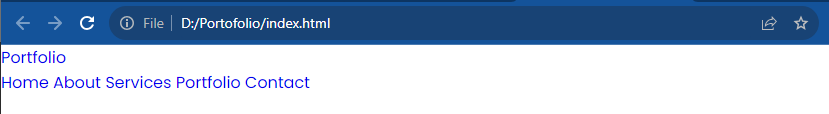 File D:/Portofolio/index.html
Portfolio
Home About Services Portfolio Contact